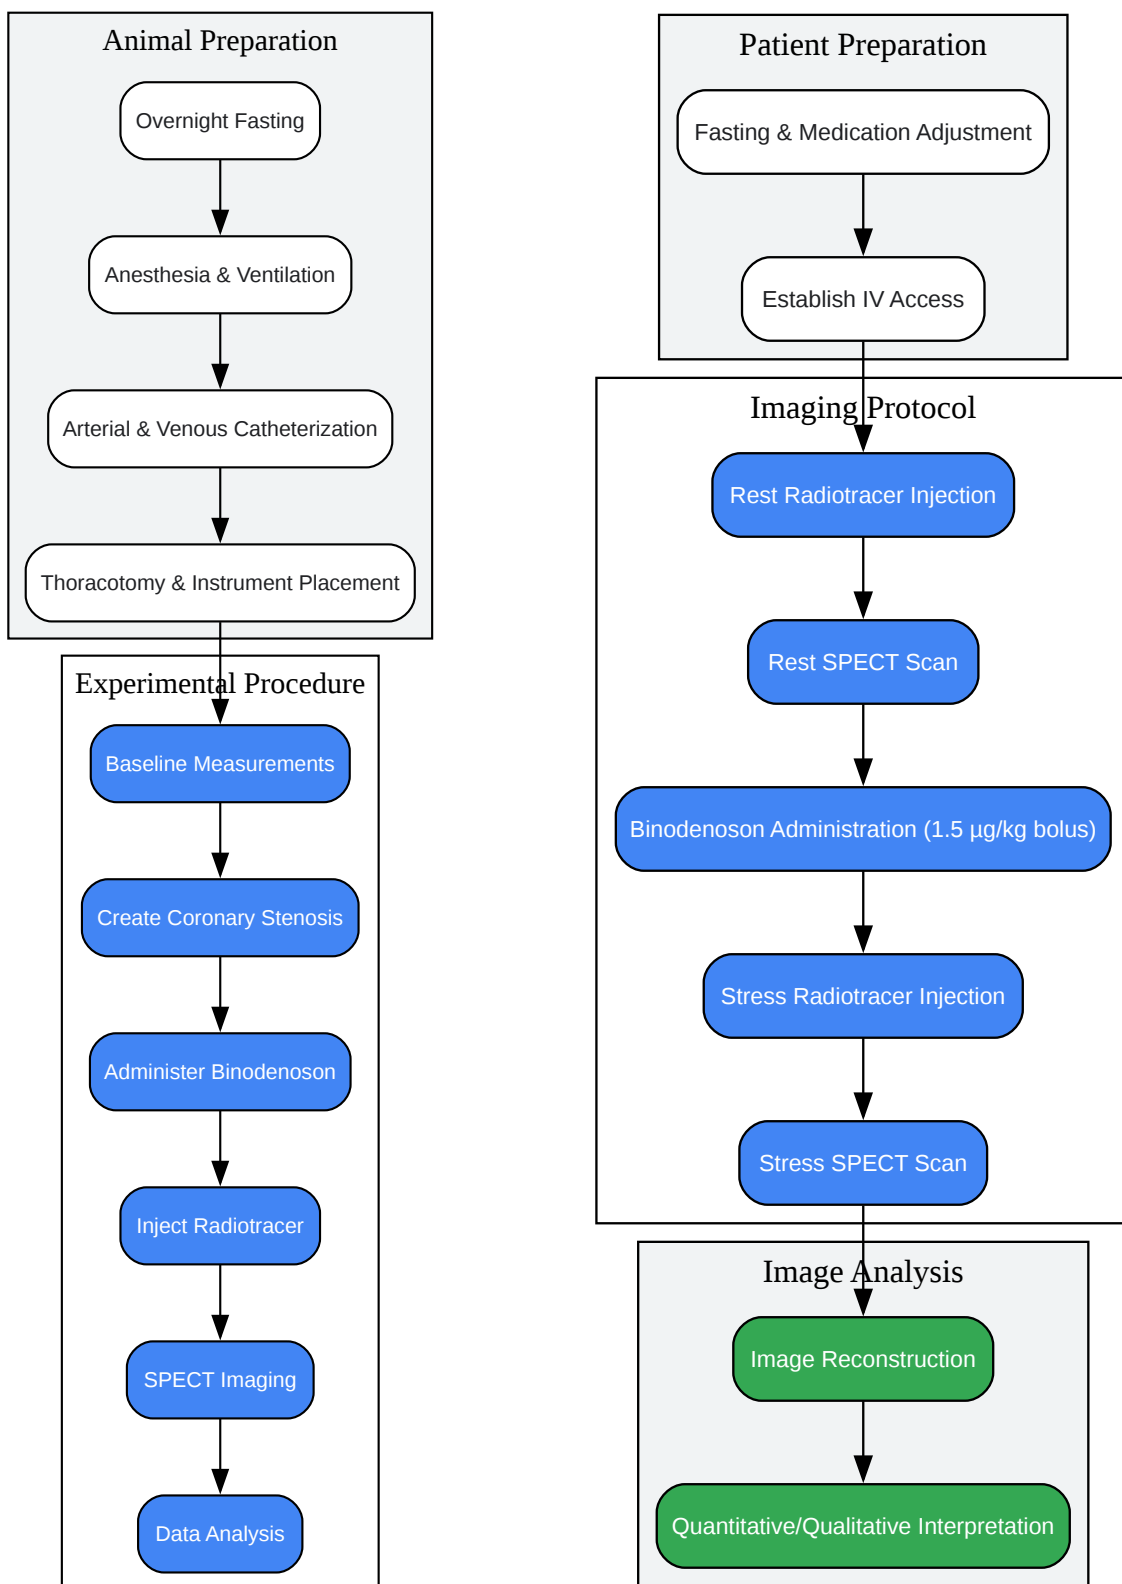 Animal Preparation
Overnight Fasting
Anesthesia & Ventilation
Arterial & Venous Catheterization
Thoracotomy & Instrument Placement
Experimental Procedure
Baseline Measurements
Create Coronary Stenosis
Administer Binodenoson
Inject Radiotracer
SPECT Imaging
Data Analysis
Patient Preparation
Fasting & Medication Adjustment
Establish IV Access
Imaging Protocol
Rest Radiotracer Injection
Rest SPECT Scan
Binodenoson Administration (1.5 µg/kg bolus)
Stress Radiotracer Injection
Stress SPECT Scan
Image Analysis
Image Reconstruction
Quantitative/Qualitative Interpretation